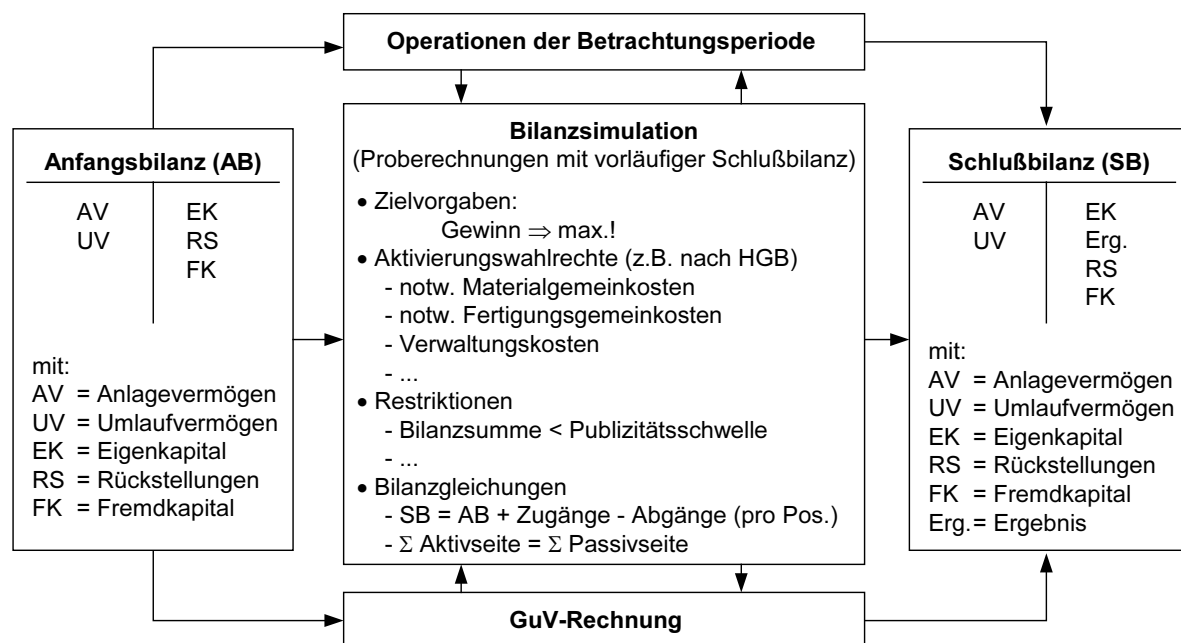 Operationen der Betrachtungsperiode
Anfangsbilanz (AB)
AV EK
UV RS
FK
mit:
AV = Anlagevermögen
UV = Umlaufvermögen
EK = Eigenkapital
RS = Rückstellungen
FK = Fremdkapital
Bilanzsimulation
(Proberechnungen mit vorläufiger Schlußbilanz)
• Zielvorgaben:
Gewinn ⇒ max.!
• Aktivierungswahlrechte (z.B. nach HGB)
- notw. Materialgemeinkosten
- notw. Fertigungsgemeinkosten
- Verwaltungskosten
- ...
• Restriktionen
- Bilanzsumme < Publizitätsschwelle
- ...
• Bilanzgleichungen
- SB = AB + Zugänge - Abgänge (pro Pos.)
- Σ Aktivseite = Σ Passivseite
Schlußbilanz (SB)
AV EK
UV Erg.
RS
FK
mit:
AV = Anlagevermögen
UV = Umlaufvermögen
EK = Eigenkapital
RS = Rückstellungen
FK = Fremdkapital
Erg.= Ergebnis
GuV-Rechnung